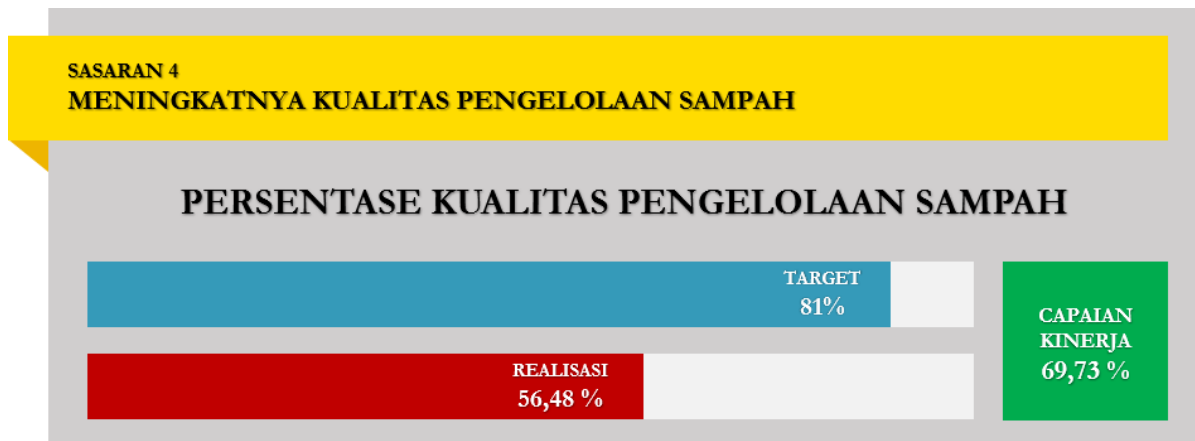 SASARAN 4
MENINGKATNYA KUALITAS PENGELOLAAN SAMPAH
PERSENTASE KUALITAS PENGELOLAAN SAMPAH
TARGET
81%
REALISASI
56,48 %
CAPAIAN
KINERJA
69,73 %